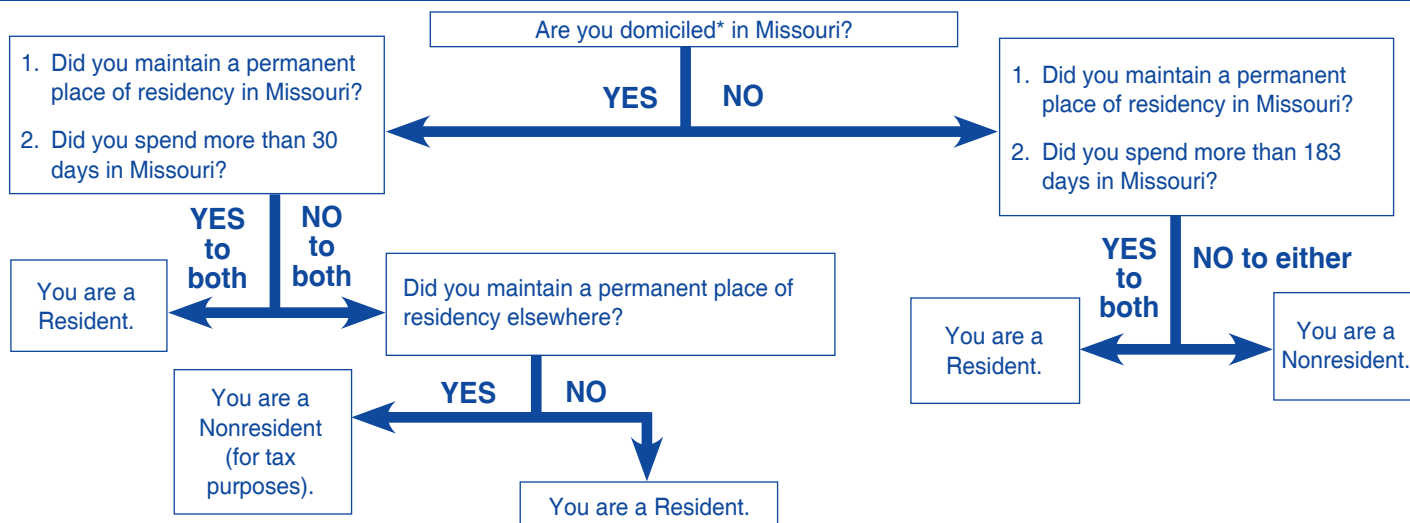 Are you domiciled* in Missouri?
YES
NO
1. Did you maintain a permanent
place of residency in Missouri?
2. Did you spend more than 30
days in Missouri?
YES
to
both
NO
to
both
You are a
Resident.
Did you maintain a permanent place of
residency elsewhere?
YES
NO
You are a
Nonresident
(for tax
purposes).
You are a Resident.
1. Did you maintain a permanent
place of residency in Missouri?
2. Did you spend more than 183
days in Missouri?
YES
to
both
NO to either
You are a
Resident.
You are a
Nonresident.